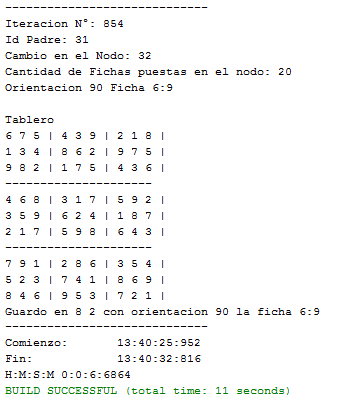 -----------------------------
Iteracion N°: 854
Id Padre: 31
Cambio en el Nodo: 32
Cantidad de Fichas puestas en el nodo: 20
Orientacion 90 Ficha 6:9
Tablero
6 7 5 | 4 3 9 | 2 1 8 |
1 3 4 | 8 6 2 | 9 7 5 |
9 8 2 | 1 7 5 | 4 3 6 |
---------------------
4 6 8 | 3 1 7 | 5 9 2 |
3 5 9 | 6 2 4 | 1 8 7 |
2 1 7 | 5 9 8 | 6 4 3 |
---------------------
7 9 1 | 2 8 6 | 3 5 4 |
5 2 3 | 7 4 1 | 8 6 9 |
8 4 6 | 9 5 3 | 7 2 1 |
Guardo en 8 2 con orientacion 90 la ficha 6:9
-----------------------------
Comienzo: 13:40:25:952
Fin: 13:40:32:816
H:M:S:M 0:0:6:6864
BUILD SUCCESSFUL (total time: 11 seconds)